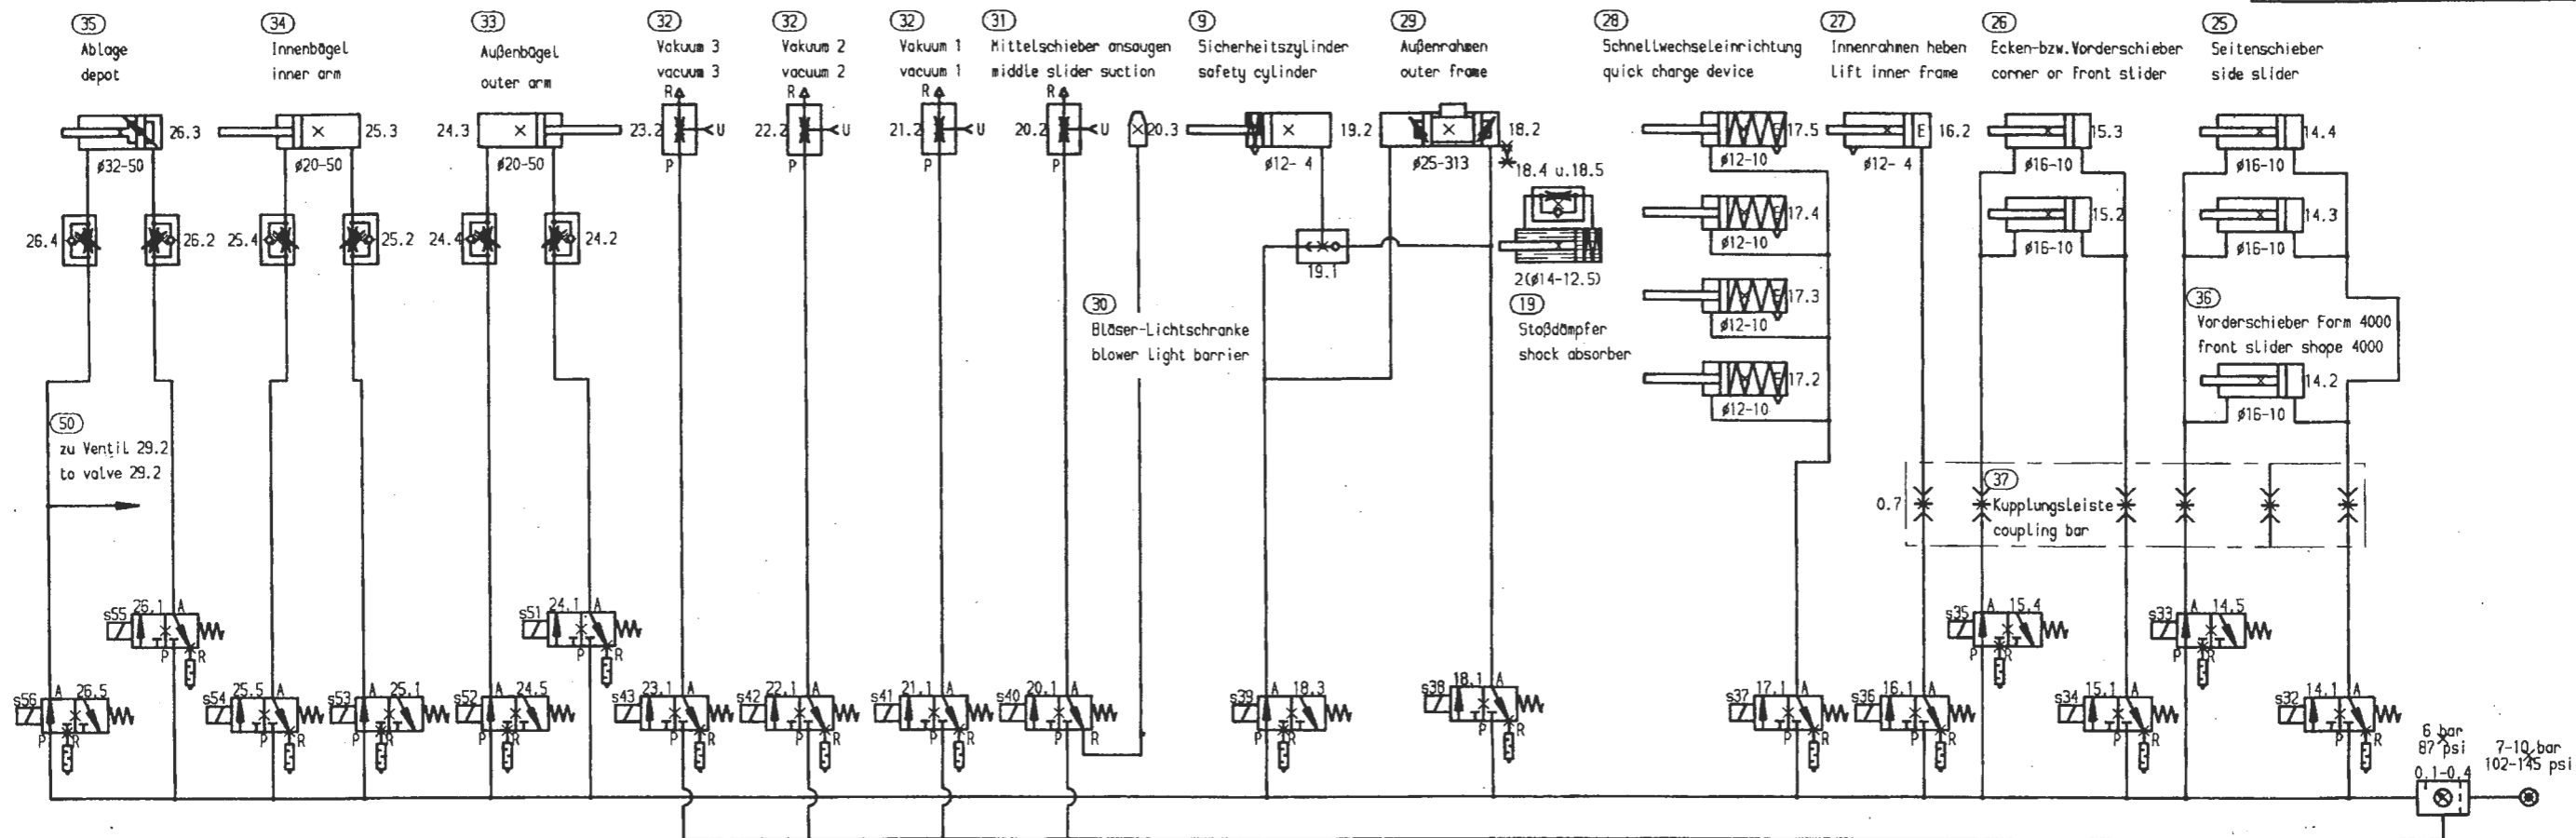 35
Ablage
depot
34
Innenbügel
inner arm
33
Außenbügel
outer arm
32
Vakuum 3
vacuum 3
32
Vakuum 2
vacuum 2
32
Vakuum 1
vacuum 1
31
Mittelschieber ansaugen
middle slider suction
9
Sicherheitszylinder
safety cylinder
29
Außenrahmen
outer frame
28
Schnellwechseleinrichtung
quick charge device
27
Innenrahmen heben
lift inner frame
26
Ecken-bzw.Vorderschieber
corner or front slider
25
Seitenschieber
side slider
R
R
R
R
26.3
25.3
24.3
23.2
U
22.2
U
21.2
U
20.2
U
20.3
19.2
18.2
17.5
E
16.2
15.3
14.4
P
P
P
P
ø32-50
ø20-50
ø20-50
ø12- 4
ø25-313
18.4 u.18.5
ø12-10
ø12- 4
ø16-10
ø16-10
17.4
15.2
14.3
26.4
26.2
25.4
25.2
24.4
24.2
19.1
ø12-10
ø16-10
ø16-10
2(ø14-12.5)
30
Bläser-Lichtschranke
blower light barrier
19
Stoßdämpfer
shock absorber
17.3
ø12-10
36
Vorderschieber Form 4000
front slider shape 4000
17.2
ø12-10
14.2
ø16-10
50
zu Ventil 29.2
to valve 29.2
0.7
37
Kupplungsleiste
coupling bar
s55
26.1
A
P
R
s51
24.1
A
P
R
s35
A
15.4
P
R
s33
A
14.5
P
R
s56
A
26.5
P
R
s54
25.5
A
P
R
s53
A
25.1
P
R
s52
A
24.5
P
R
s43
23.1
A
P
R
s42
22.1
A
P
R
s41
21.1
A
P
R
s40
20.1
A
P
R
s39
A
18.3
P
R
s38
18.1
A
P
R
s37
17.1
A
P
R
s36
16.1
A
P
R
s34
15.1
A
P
R
s32
14.1
A
P
R
6 bar
87 psi
0.1-0.4
7-10 bar
102-145 psi